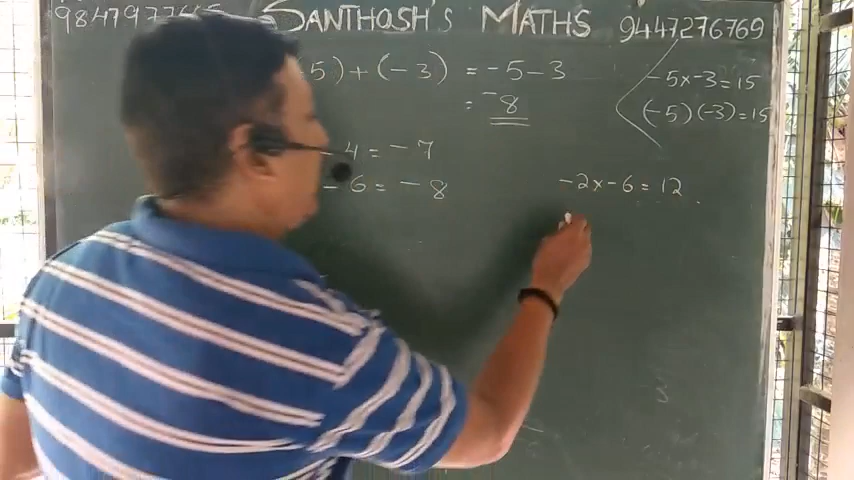 SANTHOSH'S MATHS
9447276769
5) + (-3) = -5-3
= -8
-4 = -7
-6 = -8
-5x-3=15
(-5)(-3)=15
-2x-6=12